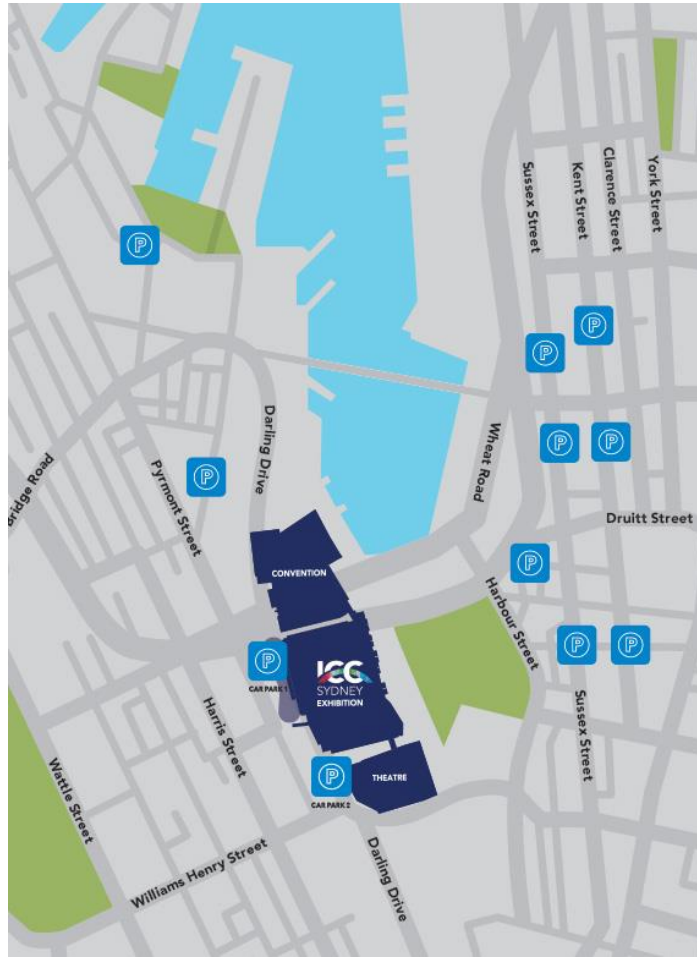 Sussex Street
Kent Street
Clarence Street
York Street
P
P
P
Darling Drive
Wheat Road
P
P
Bridge Road
Pyrmont Street
P
Druitt Street
CONVENTION
P
Harbour Street
P
CAR PARK 1
ICC
SYDNEY
EXHIBITION
P
P
Harris Street
Sussex Street
Wattle Street
P
CAR PARK 2
THEATRE
Williams Henry Street
Darling Drive